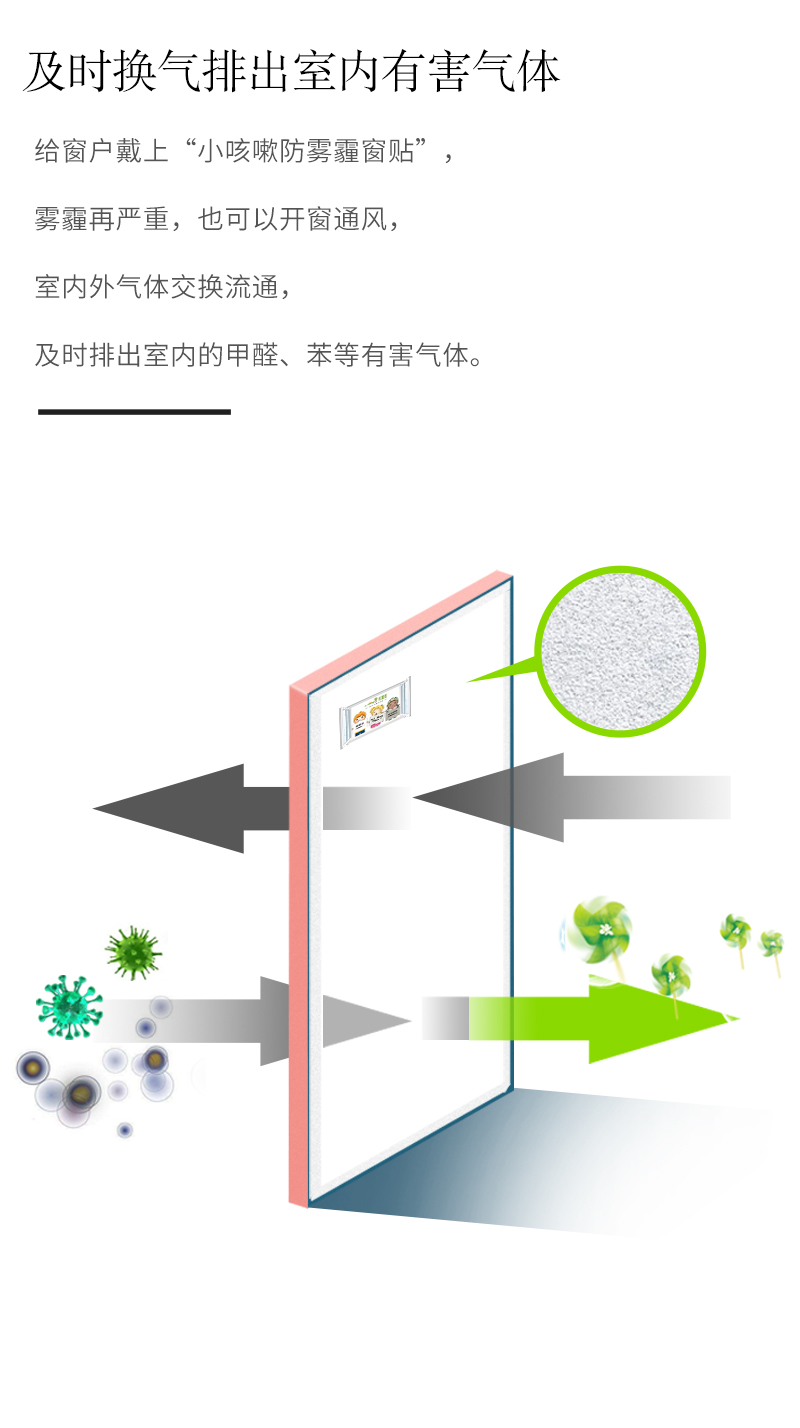 及时换气排出室内有害气体
给窗户戴上“小咳嗽防雾霾窗贴”，
雾霾再严重，也可以开窗通风，
室内外气体交换流通，
及时排出室内的甲醛、苯等有害气体。